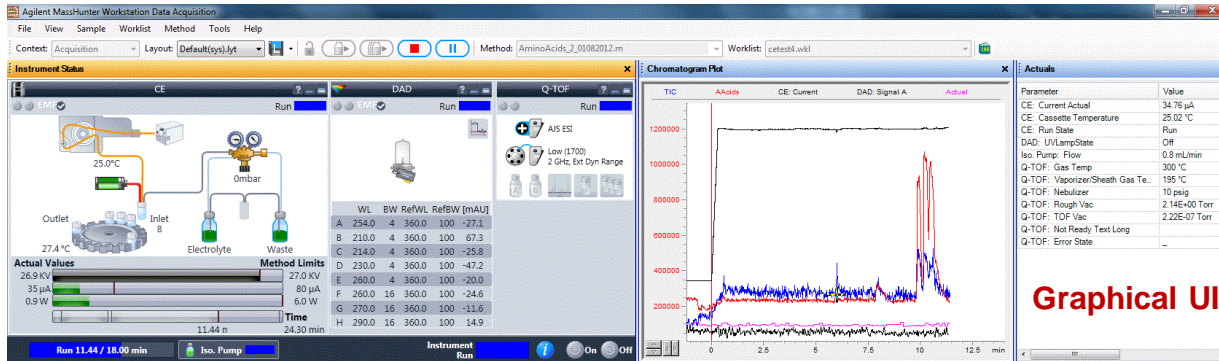 Agilent MassHunter Workstation Data Acquisition
File View Sample Worklist Method Tools Help
Context: Acquisition Layout: Default(sys).lyt Method: AminoAcids_2_01082012.m Worklist: cetest4.wkl
Instrument Status
CE
EMF
Run
25.0°C
0mbar
Outlet
Inlet
8
27.4 °C
Electrolyte
Waste
Actual Values Method Limits
26.9 KV 27.0 KV
35 µA 80 µA
0.9 W 6.0 W
Time
11.44 n 24.30 min
DAD
EMF
Run
WL BW RefWL RefBW [mAU]
A 254.0 4 360.0 100 -27.1
B 210.0 4 360.0 100 67.3
C 214.0 4 360.0 100 -25.8
D 230.0 4 360.0 100 -47.2
E 260.0 4 360.0 100 -20.0
F 260.0 16 360.0 100 -24.6
G 270.0 16 360.0 100 -11.6
H 290.0 16 360.0 100 14.9
Q-TOF
Run
AJS ESI
Low (1700)
2 GHz, Ext Dyn Range
A B
Run 11.44 / 18.00 min Iso. Pump Instrument
Run
On Off
Chromatogram Plot
TIC AAcids CE: Current DAD: Signal A Actual
1200000
1000000
800000
600000
400000
200000
0 2.5 5 7.5 10 12.5 min
Actuals
Parameter Value
CE: Current Actual 34.76 µA
CE: Cassette Temperature 25.02 °C
CE: Run State Run
DAD: UVLampState Off
Iso. Pump: Flow 0.8 mL/min
Q-TOF: Gas Temp 300 °C
Q-TOF: Vaporizer/Sheath Gas Te... 195 °C
Q-TOF: Nebulizer 10 psig
Q-TOF: Rough Vac 2.14E+00 Torr
Q-TOF: TOF Vac 2.22E-07 Torr
Q-TOF: Not Ready Text Long
Q-TOF: Error State _
Graphical UI